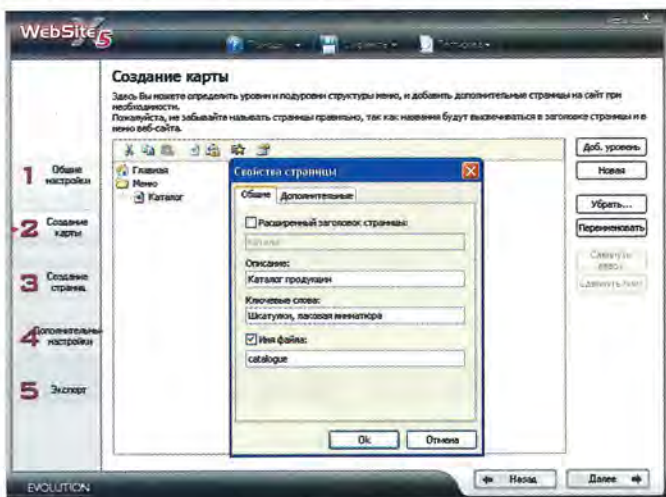 WebSite X5
Создание карты
Здесь Вы можете определить уровни и подуровни структуры меню, и добавить дополнительные страницы на сайт при
необходимости.
Пожалуйста, не забывайте называть страницы правильно, так как названия будут высвечиваться в заголовке страницы и в
меню веб-сайта.
Доб. уровень
Новая
Убрать...
Переименовать
1 Общие
настройки
2 Создание
карты
3 Создание
страниц
4 Дополнительны
настройки
5 Экспорт
Главная
Меню
Каталог
Свойства страницы
Общие Дополнительные
Расширенный заголовок страницы:
Каталог
Описание:
Каталог продукции
Ключевые слова:
Шкатулки, лаковая миниатюра
Имя файла:
catalogue
Ok Отмена
EVOLUTION
Назад Далее